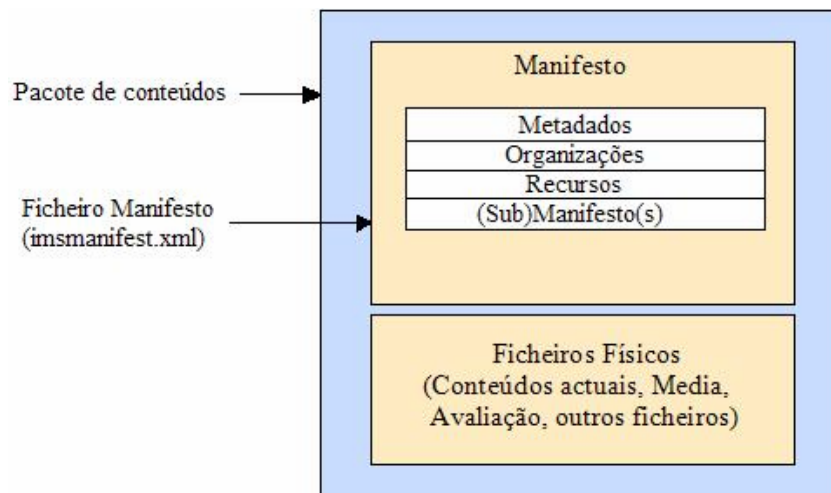 Pacote de conteúdos
Ficheiro Manifesto
(imsmanifest.xml)
Manifesto
Metadados
Organizações
Recursos
(Sub)Manifesto(s)
Ficheiros Físicos
(Conteúdos actuais, Media,
Avaliação, outros ficheiros)